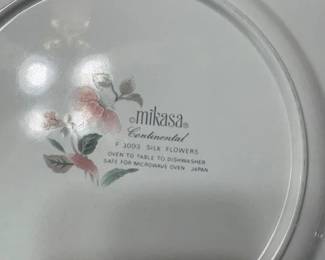 ©mikasa®
Continental
F 3003 SILK FLOWERS
OVEN TO TABLE TO DISHWASHER
SAFE FOR MICROWAVE OVEN JAPAN